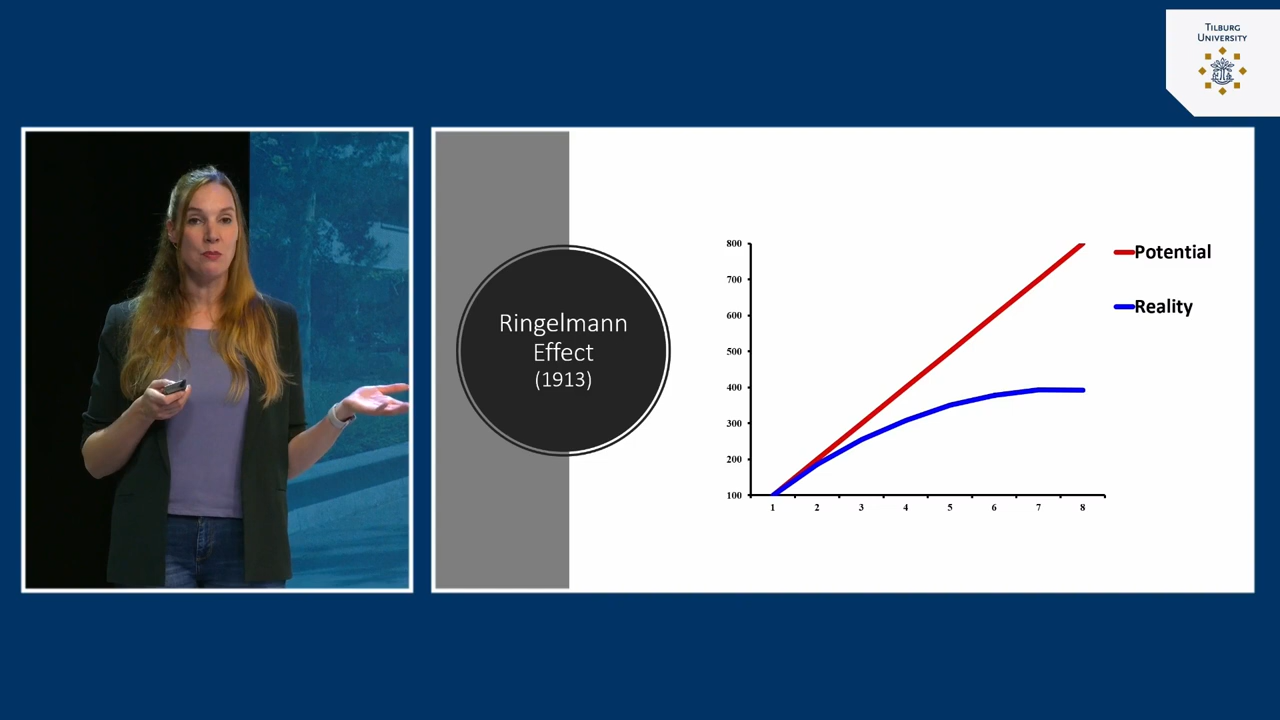 TILBURG
UNIVERSITY
Ringelmann
Effect
(1913)
800
700
600
500
400
300
200
100
1 2 3 4 5 6 7 8
Potential
Reality